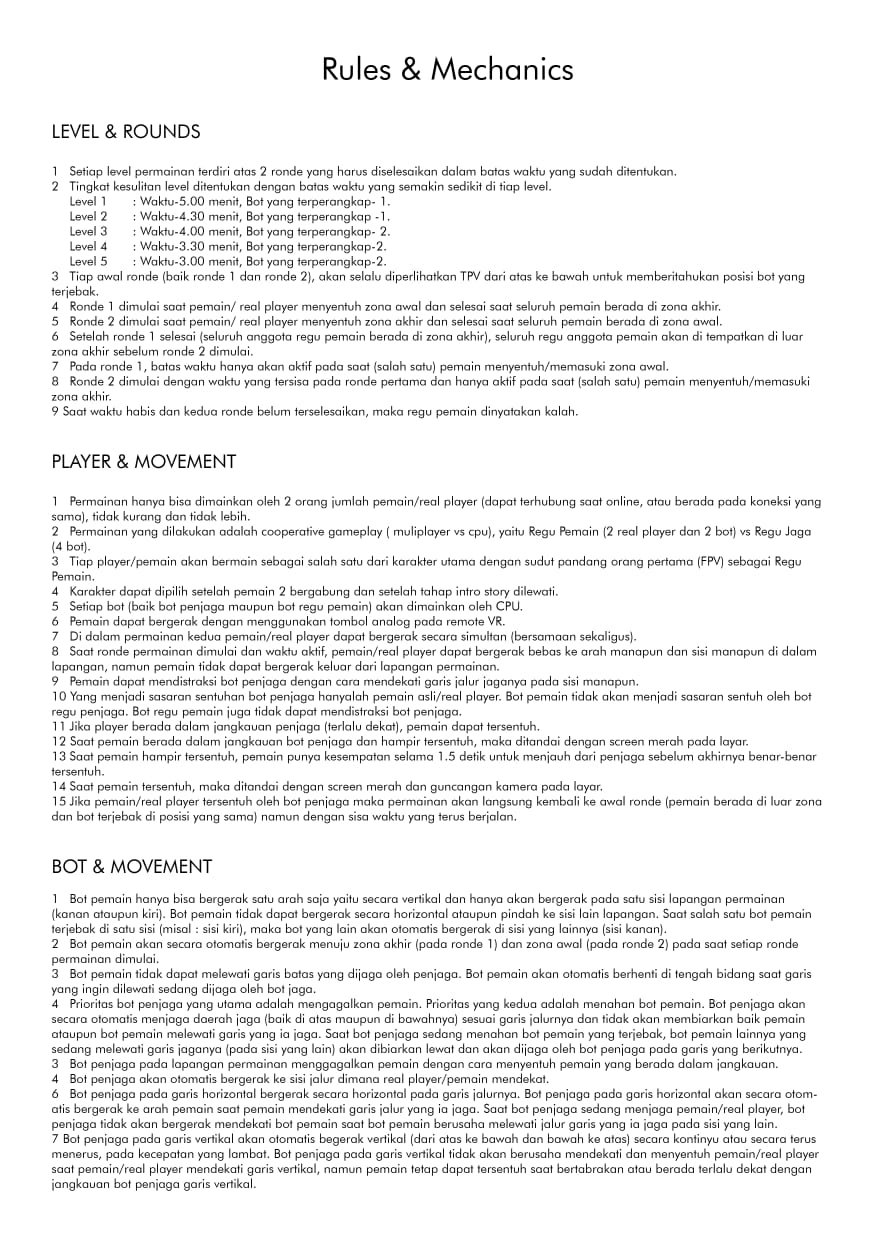 Rules & Mechanics
LEVEL & ROUNDS
1 Setiap level permainan terdiri atas 2 ronde yang harus diselesaikan dalam batas waktu yang sudah ditentukan.
2 Tingkat kesulitan level ditentukan dengan batas waktu yang semakin sedikit di tiap level.
Level 1 : Waktu-5.00 menit, Bot yang terperangkap- 1.
Level 2 : Waktu-4.30 menit, Bot yang terperangkap -1.
Level 3 : Waktu-4.00 menit, Bot yang terperangkap- 2.
Level 4 : Waktu-3.30 menit, Bot yang terperangkap-2.
Level 5 : Waktu-3.00 menit, Bot yang terperangkap-2.
3 Tiap awal ronde (baik ronde 1 dan ronde 2), akan selalu diperlihatkan TPV dari atas ke bawah untuk memberitahukan posisi bot yang
terjebak.
4 Ronde 1 dimulai saat pemain/ real player menyentuh zona awal dan selesai saat seluruh pemain berada di zona akhir.
5 Ronde 2 dimulai saat pemain/ real player menyentuh zona akhir dan selesai saat seluruh pemain berada di zona awal.
6 Setelah ronde 1 selesai (seluruh anggota regu pemain berada di zona akhir), seluruh regu anggota pemain akan di tempatkan di luar
zona akhir sebelum ronde 2 dimulai.
7 Pada ronde 1, batas waktu hanya akan aktif pada saat (salah satu) pemain menyentuh/memasuki zona awal.
8 Ronde 2 dimulai dengan waktu yang tersisa pada ronde pertama dan hanya aktif pada saat (salah satu) pemain menyentuh/memasuki
zona akhir.
9 Saat waktu habis dan kedua ronde belum terselesaikan, maka regu pemain dinyatakan kalah.
PLAYER & MOVEMENT
1 Permainan hanya bisa dimainkan oleh 2 orang jumlah pemain/real player (dapat terhubung saat online, atau berada pada koneksi yang
sama), tidak kurang dan tidak lebih.
2 Permainan yang dilakukan adalah cooperative gameplay ( muliplayer vs cpu), yaitu Regu Pemain (2 real player dan 2 bot) vs Regu Jaga
(4 bot).
3 Tiap player/pemain akan bermain sebagai salah satu dari karakter utama dengan sudut pandang orang pertama (FPV) sebagai Regu
Pemain.
4 Karakter dapat dipilih setelah pemain 2 bergabung dan setelah tahap intro story dilewati.
5 Setiap bot (baik bot penjaga maupun bot regu pemain) akan dimainkan oleh CPU.
6 Pemain dapat bergerak dengan menggunakan tombol analog pada remote VR.
7 Di dalam permainan kedua pemain/real player dapat bergerak secara simultan (bersamaan sekaligus).
8 Saat ronde permainan dimulai dan waktu aktif, pemain/real player dapat bergerak bebas ke arah manapun dan sisi manapun di dalam
lapangan, namun pemain tidak dapat bergerak keluar dari lapangan permainan.
9 Pemain dapat mendistraksi bot penjaga dengan cara mendekati garis jalur jaganya pada sisi manapun.
10 Yang menjadi sasaran sentuhan bot penjaga hanyalah pemain asli/real player. Bot pemain tidak akan menjadi sasaran sentuh oleh bot
regu penjaga. Bot regu pemain juga tidak dapat mendistraksi bot penjaga.
11 Jika player berada dalam jangkauan penjaga (terlalu dekat), pemain dapat tersentuh.
12 Saat pemain berada dalam jangkauan bot penjaga dan hampir tersentuh, maka ditandai dengan screen merah pada layar.
13 Saat pemain hampir tersentuh, pemain punya kesempatan selama 1.5 detik untuk menjauh dari penjaga sebelum akhirnya benar-benar
tersentuh.
14 Saat pemain tersentuh, maka ditandai dengan screen merah dan guncangan kamera pada layar.
15 Jika pemain/real player tersentuh oleh bot penjaga maka permainan akan langsung kembali ke awal ronde (pemain berada di luar zona
dan bot terjebak di posisi yang sama) namun dengan sisa waktu yang terus berjalan.
BOT & MOVEMENT
1 Bot pemain hanya bisa bergerak satu arah saja yaitu secara vertikal dan hanya akan bergerak pada satu sisi lapangan permainan
(kanan ataupun kiri). Bot pemain tidak dapat bergerak secara horizontal ataupun pindah ke sisi lain lapangan. Saat salah satu bot pemain
terjebak di satu sisi (misal : sisi kiri), maka bot yang lain akan otomatis bergerak di sisi yang lainnya (sisi kanan).
2 Bot pemain akan secara otomatis bergerak menuju zona akhir (pada ronde 1) dan zona awal (pada ronde 2) pada saat setiap ronde
permainan dimulai.
3 Bot pemain tidak dapat melewati garis batas yang dijaga oleh penjaga. Bot pemain akan otomatis berhenti di tengah bidang saat garis
yang ingin dilewati sedang dijaga oleh bot jaga.
4 Prioritas bot penjaga yang utama adalah mengagalkan pemain. Prioritas yang kedua adalah menahan bot pemain. Bot penjaga akan
secara otomatis menjaga daerah jaga (baik di atas maupun di bawahnya) sesuai garis jalurnya dan tidak akan membiarkan baik pemain
ataupun bot pemain melewati garis yang ia jaga. Saat bot penjaga sedang menahan bot pemain yang terjebak, bot pemain lainnya yang
sedang melewati garis jaganya (pada sisi yang lain) akan dibiarkan lewat dan akan dijaga oleh bot penjaga pada garis yang berikutnya.
3 Bot penjaga pada lapangan permainan menggagalkan pemain dengan cara menyentuh pemain yang berada dalam jangkauan.
4 Bot penjaga akan otomatis bergerak ke sisi jalur dimana real player/pemain mendekat.
6 Bot penjaga pada garis horizontal bergerak secara horizontal pada garis jalurnya. Bot penjaga pada garis horizontal akan secara otom-
atis bergerak ke arah pemain saat pemain mendekati garis jalur yang ia jaga. Saat bot penjaga sedang menjaga pemain/real player, bot
penjaga tidak akan bergerak mendekati bot pemain saat bot pemain berusaha melewati jalur garis yang ia jaga pada sisi yang lain.
7 Bot penjaga pada garis vertikal akan otomatis begerak vertikal (dari atas ke bawah dan bawah ke atas) secara kontinyu atau secara terus
menerus, pada kecepatan yang lambat. Bot penjaga pada garis vertikal tidak akan berusaha mendekati dan menyentuh pemain/real player
saat pemain/real player mendekati garis vertikal, namun pemain tetap dapat tersentuh saat bertabrakan atau berada terlalu dekat dengan
jangkauan bot penjaga garis vertikal.